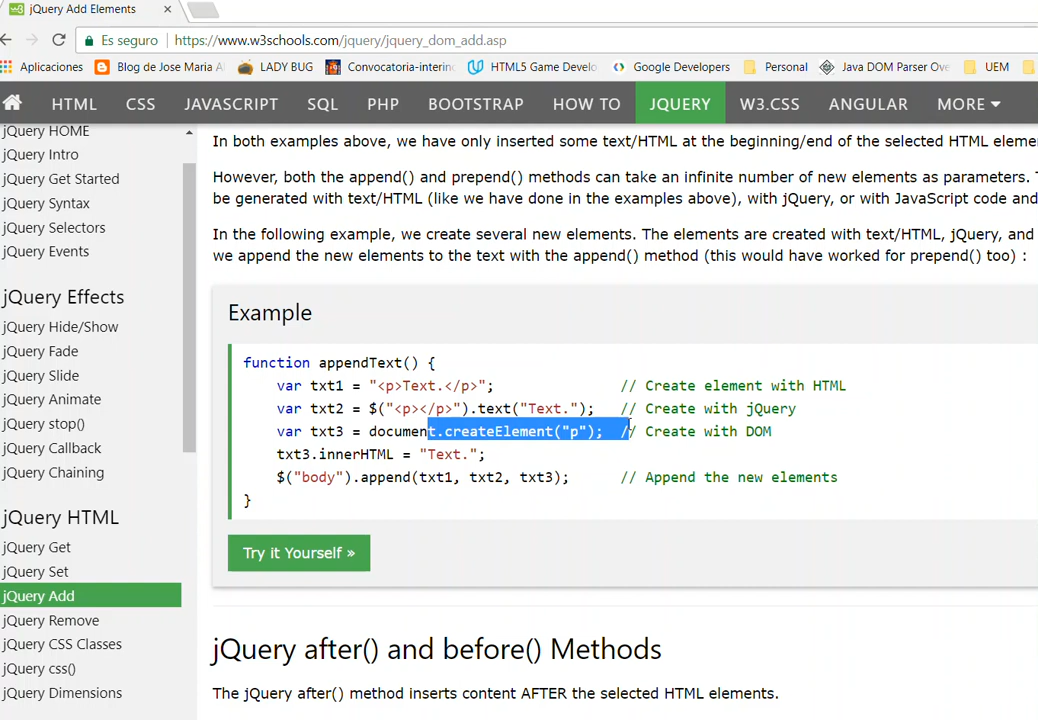 jQuery Add Elements
Es seguro https://www.w3schools.com/jquery/jquery_dom_add.asp
Aplicaciones Blog de Jose Maria A LADY BUG Convocatoria-interin HTML5 Game Develo Google Developers Personal Java DOM Parser Ove UEM
HTML CSS JAVASCRIPT SQL PHP BOOTSTRAP HOW TO JQUERY W3.CSS ANGULAR MORE
jQuery HOME
jQuery Intro
jQuery Get Started
jQuery Syntax
jQuery Selectors
jQuery Events
jQuery Effects
jQuery Hide/Show
jQuery Fade
jQuery Slide
jQuery Animate
jQuery stop()
jQuery Callback
jQuery Chaining
jQuery HTML
jQuery Get
jQuery Set
jQuery Add
jQuery Remove
jQuery CSS Classes
jQuery css()
jQuery Dimensions
In both examples above, we have only inserted some text/HTML at the beginning/end of the selected HTML eleme
However, both the append() and prepend() methods can take an infinite number of new elements as parameters.
be generated with text/HTML (like we have done in the examples above), with jQuery, or with JavaScript code and
In the following example, we create several new elements. The elements are created with text/HTML, jQuery, and
we append the new elements to the text with the append() method (this would have worked for prepend() too) :
Example
function appendText() {
var txt1 = "<p>Text.</p>"; // Create element with HTML
var txt2 = $("<p></p>").text("Text."); // Create with jQuery
var txt3 = document.createElement("p"); // Create with DOM
txt3.innerHTML = "Text.";
$("body").append(txt1, txt2, txt3); // Append the new elements
}
Try it Yourself »
jQuery after() and before() Methods
The jQuery after() method inserts content AFTER the selected HTML elements.